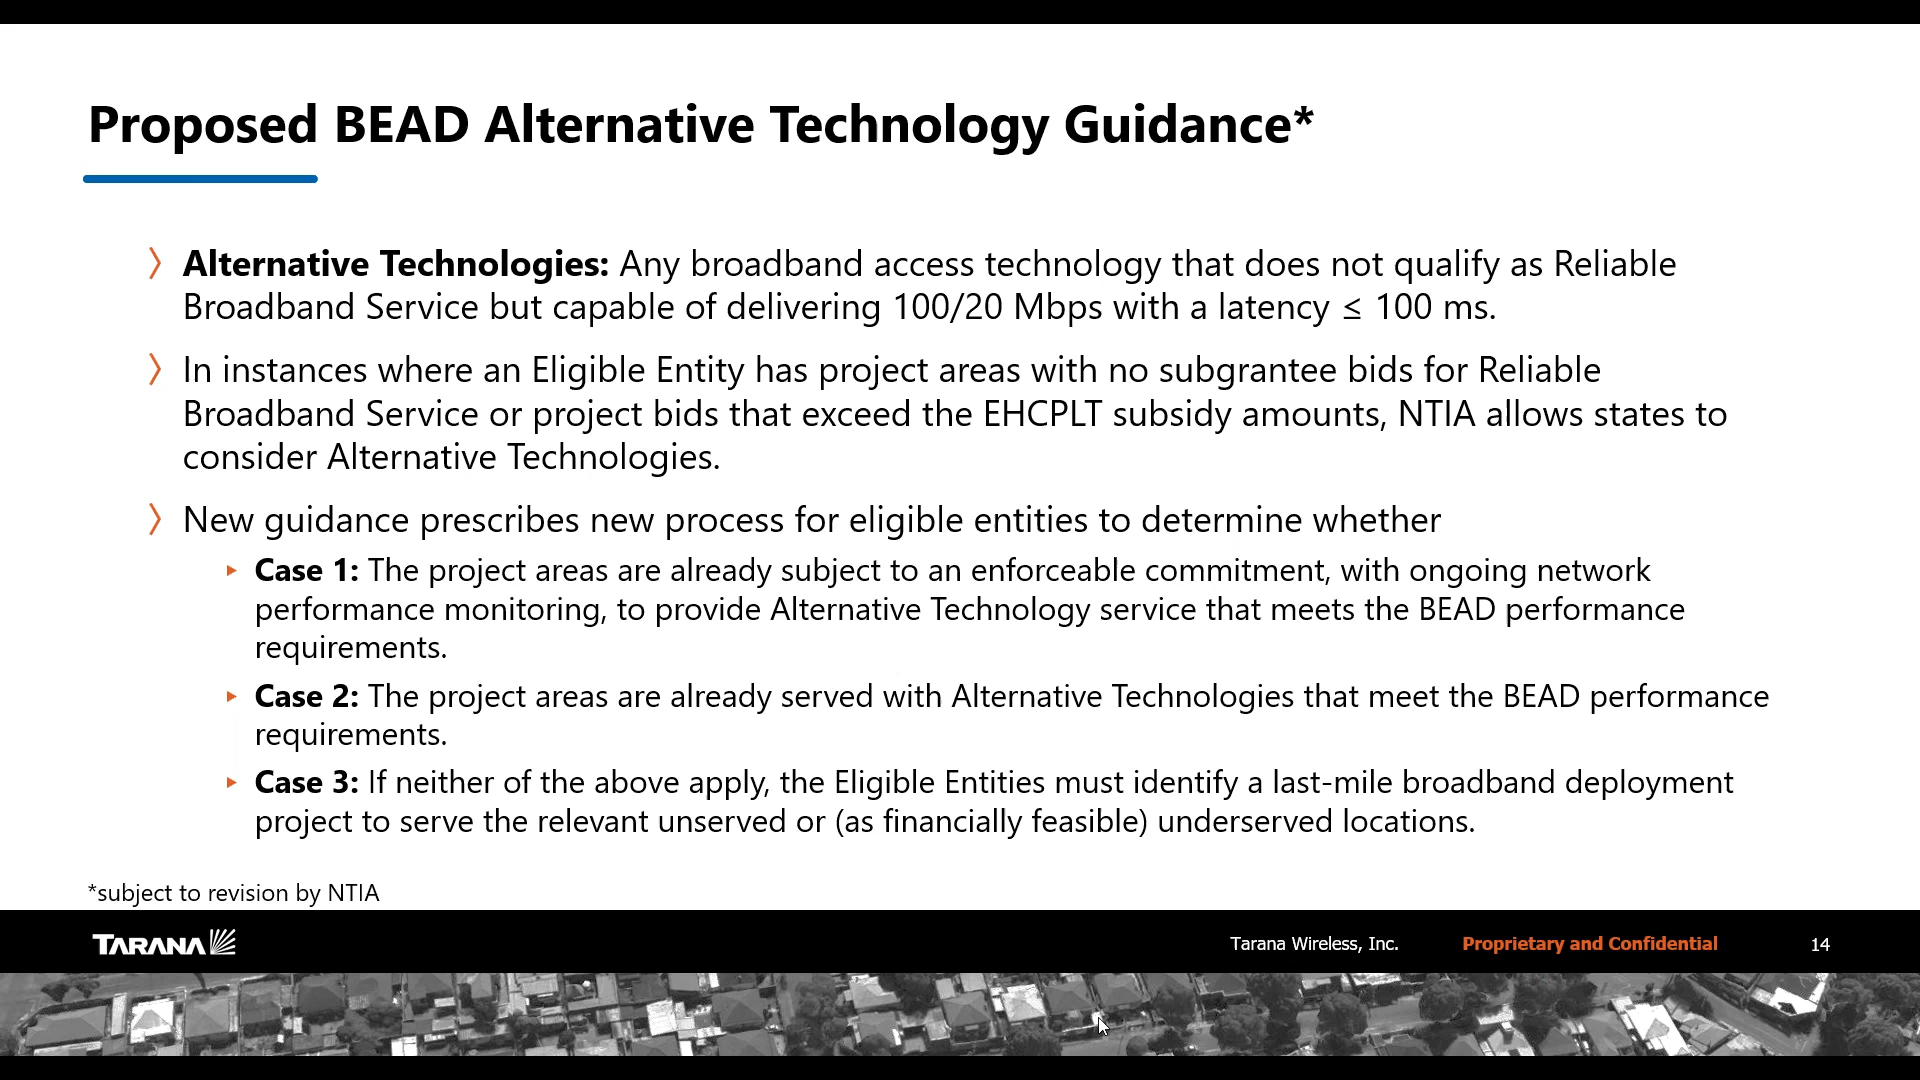 Proposed BEAD Alternative Technology Guidance*
Alternative Technologies: Any broadband access technology that does not qualify as Reliable
Broadband Service but capable of delivering 100/20 Mbps with a latency ≤ 100 ms.
In instances where an Eligible Entity has project areas with no subgrantee bids for Reliable
Broadband Service or project bids that exceed the EHCPLT subsidy amounts, NTIA allows states to
consider Alternative Technologies.
New guidance prescribes new process for eligible entities to determine whether
Case 1: The project areas are already subject to an enforceable commitment, with ongoing network
performance monitoring, to provide Alternative Technology service that meets the BEAD performance
requirements.
Case 2: The project areas are already served with Alternative Technologies that meet the BEAD performance
requirements.
Case 3: If neither of the above apply, the Eligible Entities must identify a last-mile broadband deployment
project to serve the relevant unserved or (as financially feasible) underserved locations.
*subject to revision by NTIA
TARANA
Tarana Wireless, Inc.
Proprietary and Confidential
14